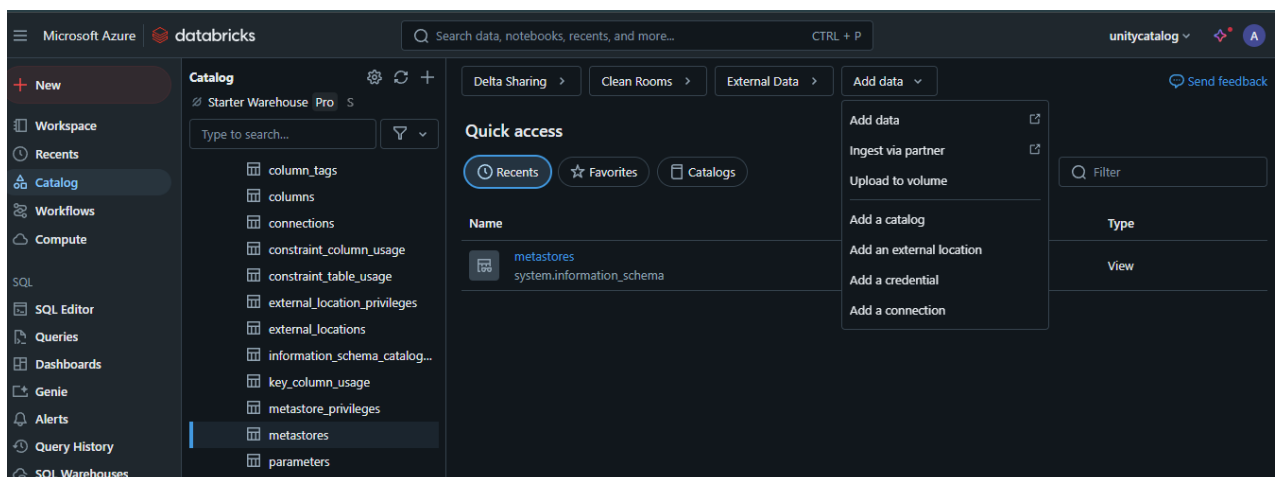 Microsoft Azure databricks Search data, notebooks, recents, and more... CTRL + P unitycatalog A
New
Workspace
Recents
Catalog
Workflows
Compute
SQL
SQL Editor
Queries
Dashboards
Genie
Alerts
Query History
SQL Warehouses
Catalog
Starter Warehouse Pro S
Type to search...
column_tags
columns
connections
constraint_column_usage
constraint_table_usage
external_location_privileges
external_locations
information_schema_catalog...
key_column_usage
metastore_privileges
metastores
parameters
Delta Sharing > Clean Rooms > External Data > Add data Send feedback
Quick access
Recents Favorites Catalogs Filter
Name Type
metastores
system.information_schema View
Add data
Ingest via partner
Upload to volume
Add a catalog
Add an external location
Add a credential
Add a connection